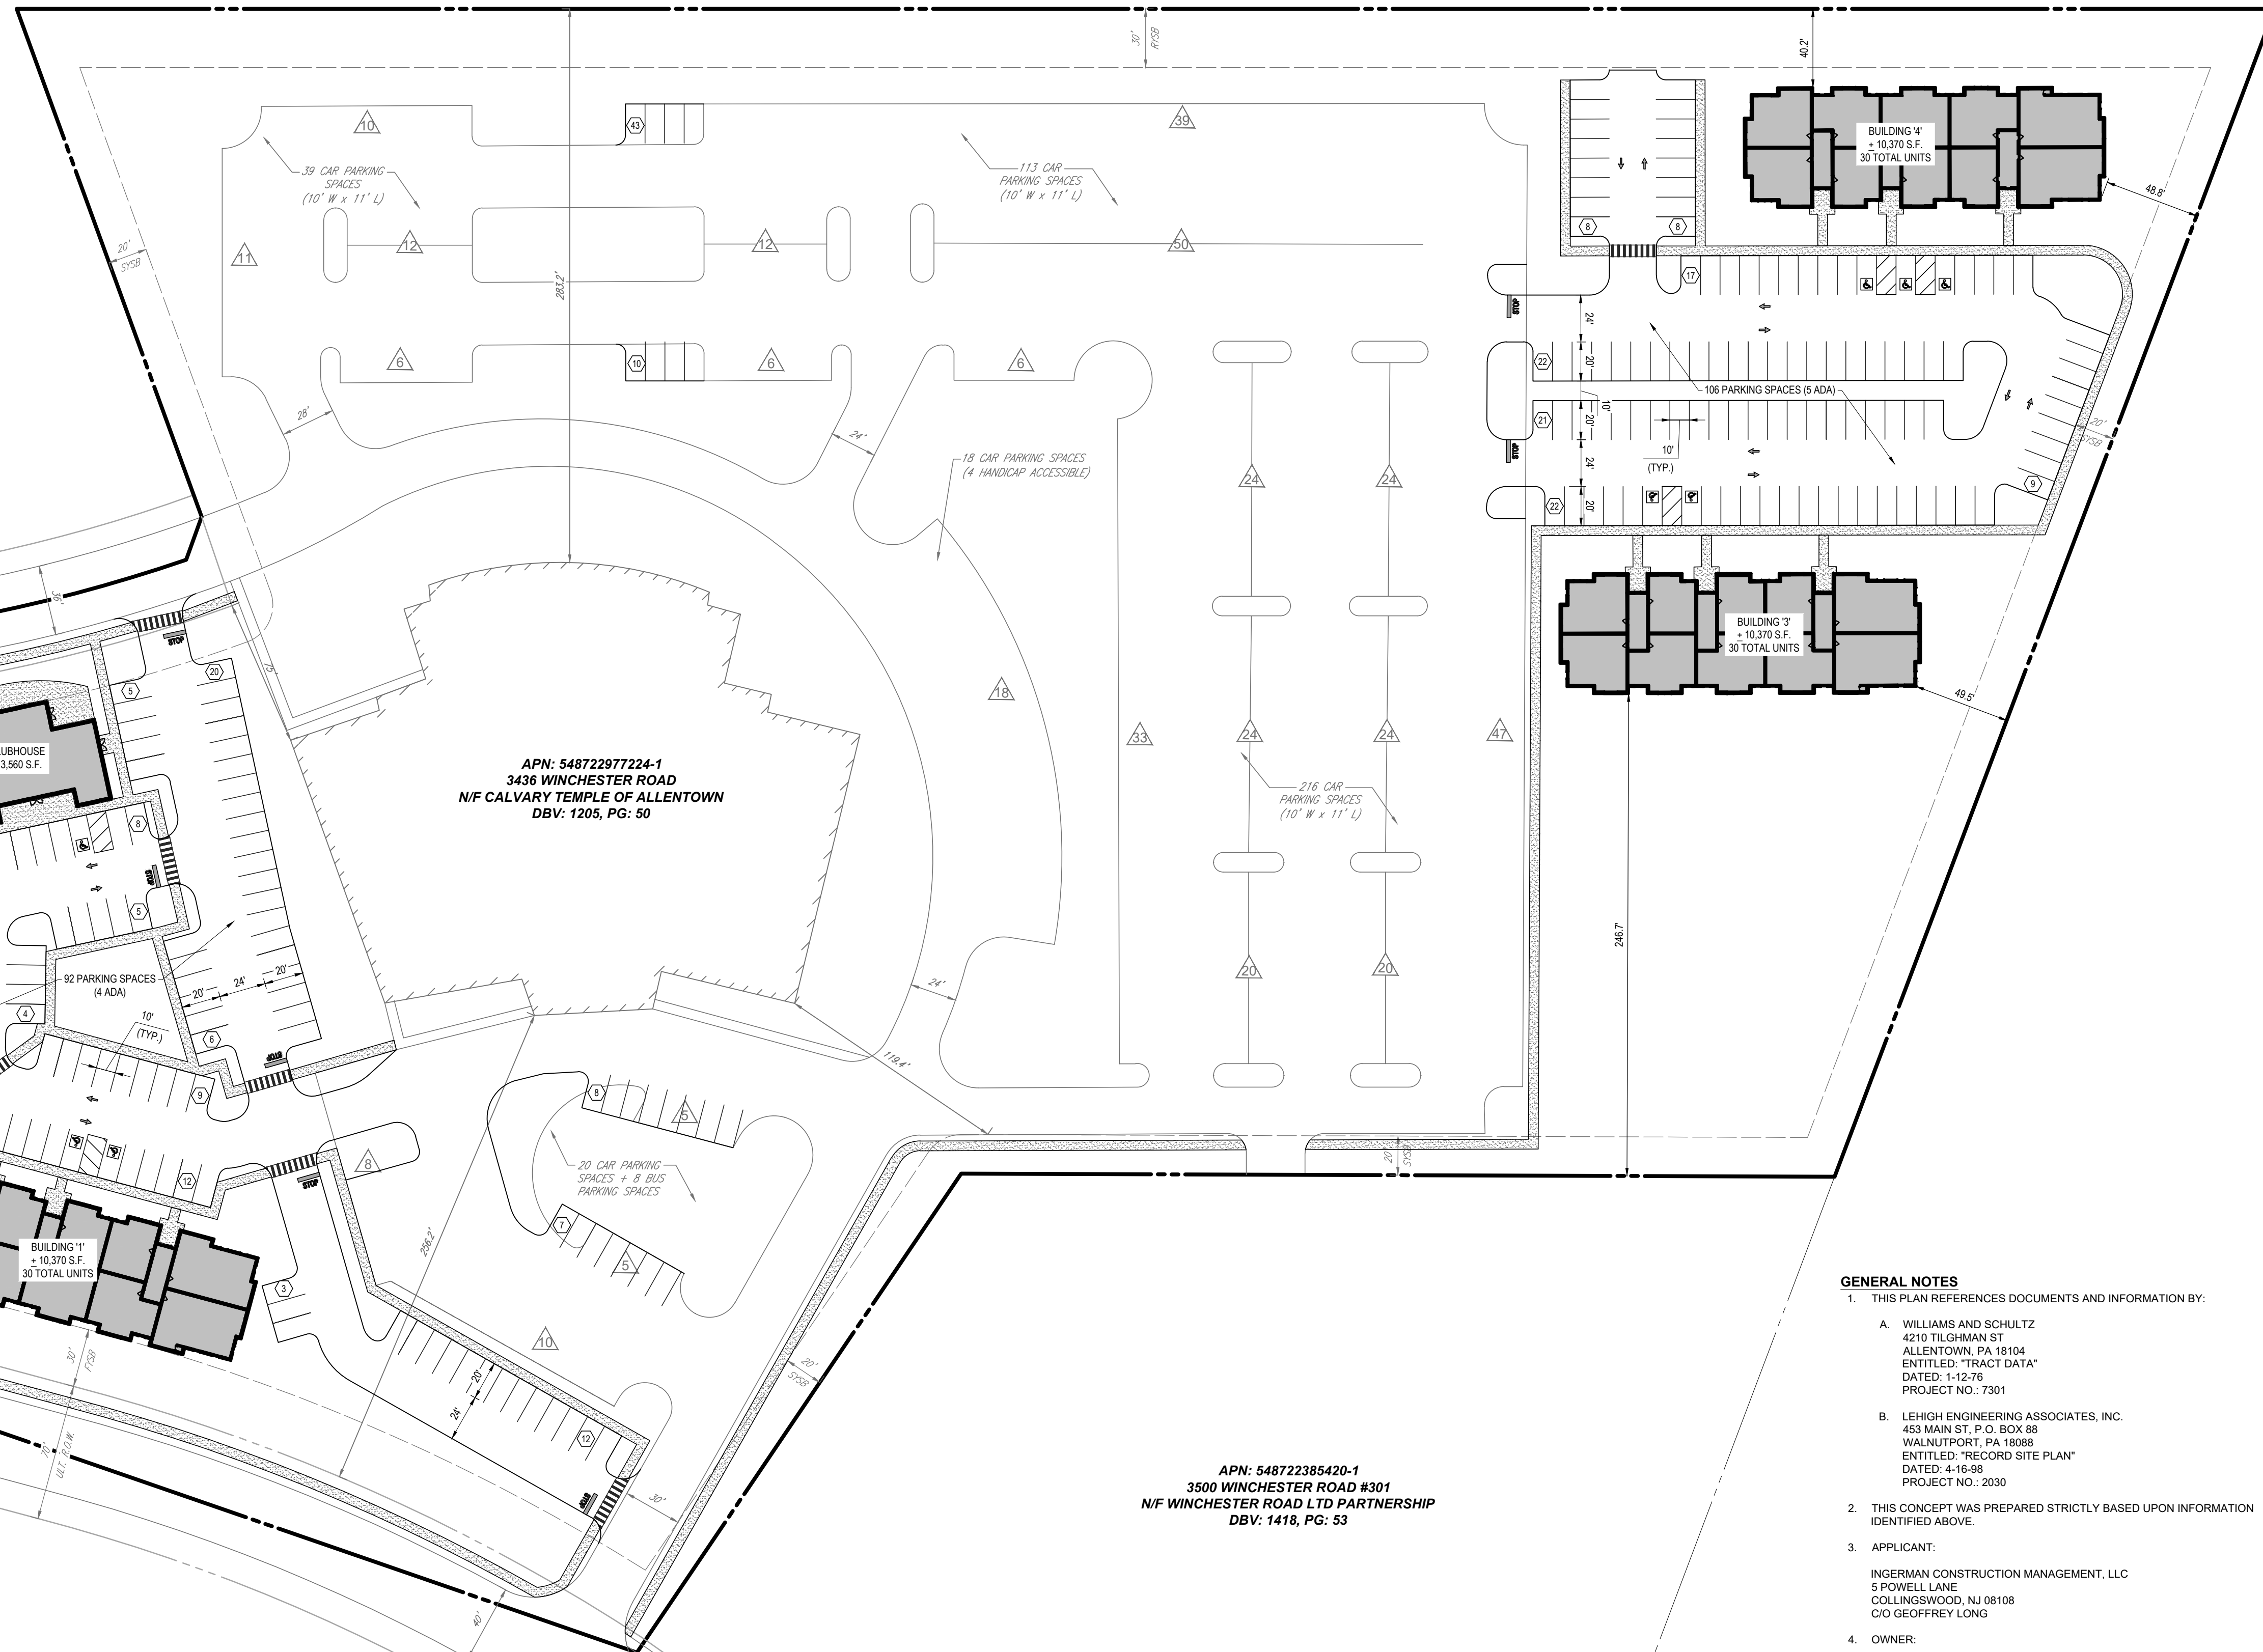 30'
RYSB
40.2'
BUILDING '4'
± 10,370 S.F.
30 TOTAL UNITS
48.8'
10
43
39
39 CAR PARKING
SPACES
(10' W x 11' L)
113 CAR
PARKING SPACES
(10' W x 11' L)
20'
SYSB
11
12
12
50
283.2'
8
8
17
STOP
24'
20'
22
6
10
6
6
106 PARKING SPACES (5 ADA)
10'
20'
21
28'
24'
STOP
24'
10'
(TYP.)
20'
SYSB
18 CAR PARKING SPACES
(4 HANDICAP ACCESSIBLE)
24
24
22
20'
9
36'
STOP
20
5
75'
18
33
24
24
47
BUILDING '3'
± 10,370 S.F.
30 TOTAL UNITS
49.5'
UBHOUSE
3,560 S.F.
APN: 548722977224-1
3436 WINCHESTER ROAD
N/F CALVARY TEMPLE OF ALLENTOWN
DBV: 1205, PG: 50
216 CAR
PARKING SPACES
(10' W x 11' L)
8
STOP
5
246.7'
92 PARKING SPACES
(4 ADA)
20'
24'
20'
20
20
24'
4
10'
(TYP.)
6
STOP
119.4'
9
8
5
20 CAR PARKING
SPACES + 8 BUS
PARKING SPACES
20'
SYSB
8
12
STOP
7
5
256.2'
BUILDING '1'
± 10,370 S.F.
30 TOTAL UNITS
3
10
30'
FYSB
20'
SYSB
20'
24'
12
70'
ULT. R.O.W.
STOP
30'
40'
APN: 548722385420-1
3500 WINCHESTER ROAD #301
N/F WINCHESTER ROAD LTD PARTNERSHIP
DBV: 1418, PG: 53
GENERAL NOTES
1. THIS PLAN REFERENCES DOCUMENTS AND INFORMATION BY:
A. WILLIAMS AND SCHULTZ
4210 TILGHMAN ST
ALLENTOWN, PA 18104
ENTITLED: "TRACT DATA"
DATED: 1-12-76
PROJECT NO.: 7301
B. LEHIGH ENGINEERING ASSOCIATES, INC.
453 MAIN ST, P.O. BOX 88
WALNUTPORT, PA 18088
ENTITLED: "RECORD SITE PLAN"
DATED: 4-16-98
PROJECT NO.: 2030
2. THIS CONCEPT WAS PREPARED STRICTLY BASED UPON INFORMATION
IDENTIFIED ABOVE.
3. APPLICANT:
INGERMAN CONSTRUCTION MANAGEMENT, LLC
5 POWELL LANE
COLLINGSWOOD, NJ 08108
C/O GEOFFREY LONG
4. OWNER: